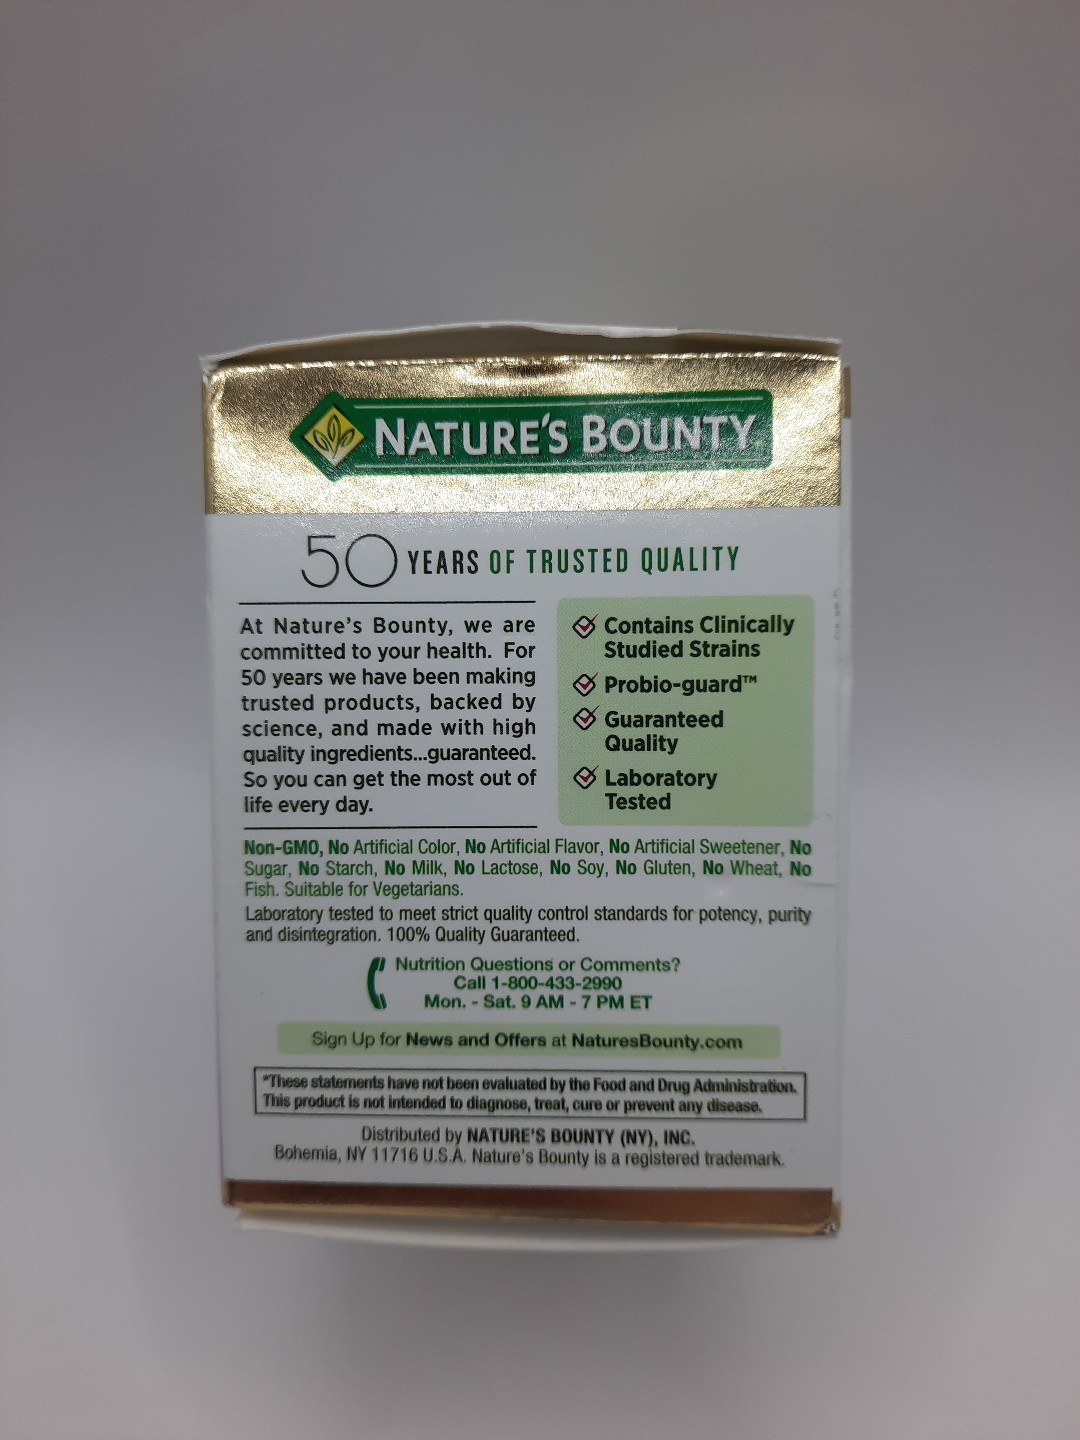 NATURE'S BOUNTY
50 YEARS OF TRUSTED QUALITY
At Nature's Bounty, we are
committed to your health. For
50 years we have been making
trusted products, backed by
science, and made with high
quality ingredients...guaranteed.
So you can get the most out of
life every day.
Contains Clinically
Studied Strains
Probio-guard™
Guaranteed
Quality
Laboratory
Tested
Non-GMO, No Artificial Color, No Artificial Flavor, No Artificial Sweetener, No
Sugar, No Starch, No Milk, No Lactose, No Soy, No Gluten, No Wheat, No
Fish. Suitable for Vegetarians.
Laboratory tested to meet strict quality control standards for potency, purity
and disintegration. 100% Quality Guaranteed.
Nutrition Questions or Comments?
Call 1-800-433-2990
Mon. - Sat. 9 AM - 7 PM ET
Sign Up for News and Offers at NaturesBounty.com
*These statements have not been evaluated by the Food and Drug Administration.
This product is not intended to diagnose, treat, cure or prevent any disease.
Distributed by NATURE'S BOUNTY (NY), INC.
Bohemia, NY 11716 U.S.A. Nature's Bounty is a registered trademark.